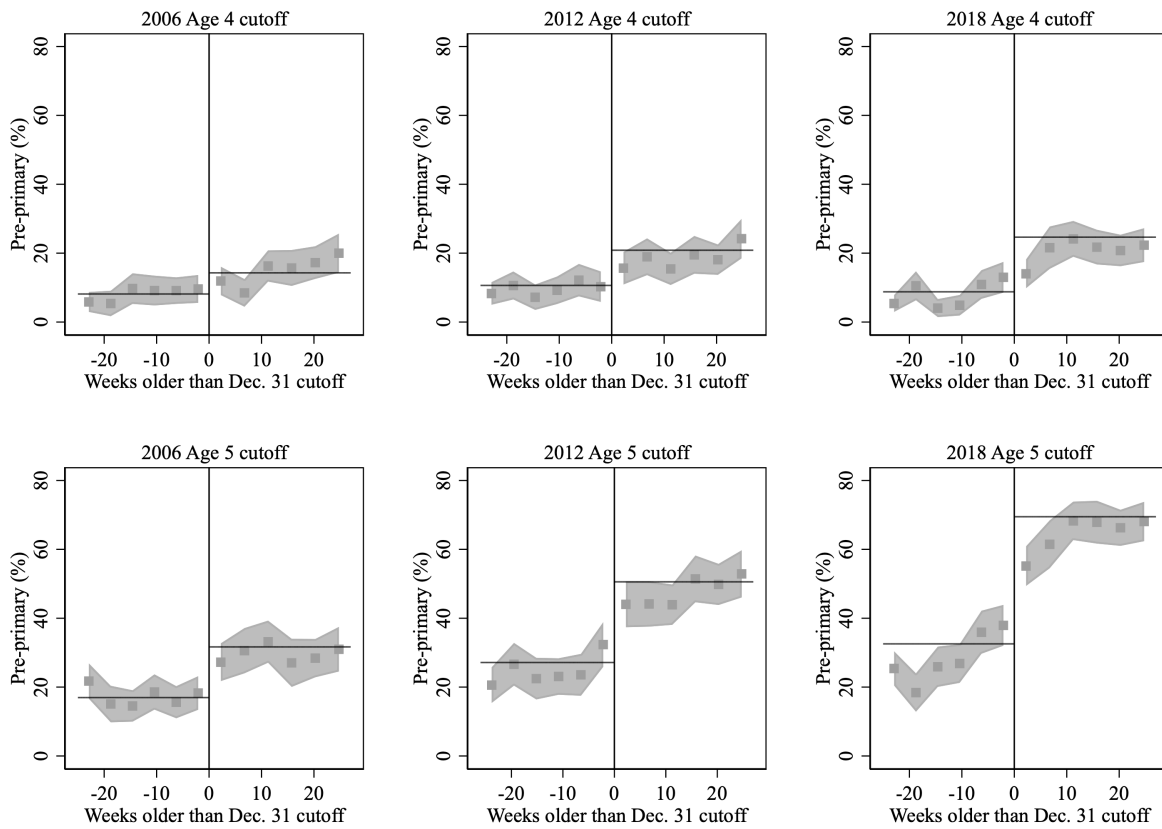 2006 Age 4 cutoff
Pre-primary (%)
80
60
40
20
0
-20 -10 0 10 20
Weeks older than Dec. 31 cutoff
2012 Age 4 cutoff
Pre-primary (%)
80
60
40
20
0
-20 -10 0 10 20
Weeks older than Dec. 31 cutoff
2018 Age 4 cutoff
Pre-primary (%)
80
60
40
20
0
-20 -10 0 10 20
Weeks older than Dec. 31 cutoff
2006 Age 5 cutoff
Pre-primary (%)
80
60
40
20
0
-20 -10 0 10 20
Weeks older than Dec. 31 cutoff
2012 Age 5 cutoff
Pre-primary (%)
80
60
40
20
0
-20 -10 0 10 20
Weeks older than Dec. 31 cutoff
2018 Age 5 cutoff
Pre-primary (%)
80
60
40
20
0
-20 -10 0 10 20
Weeks older than Dec. 31 cutoff